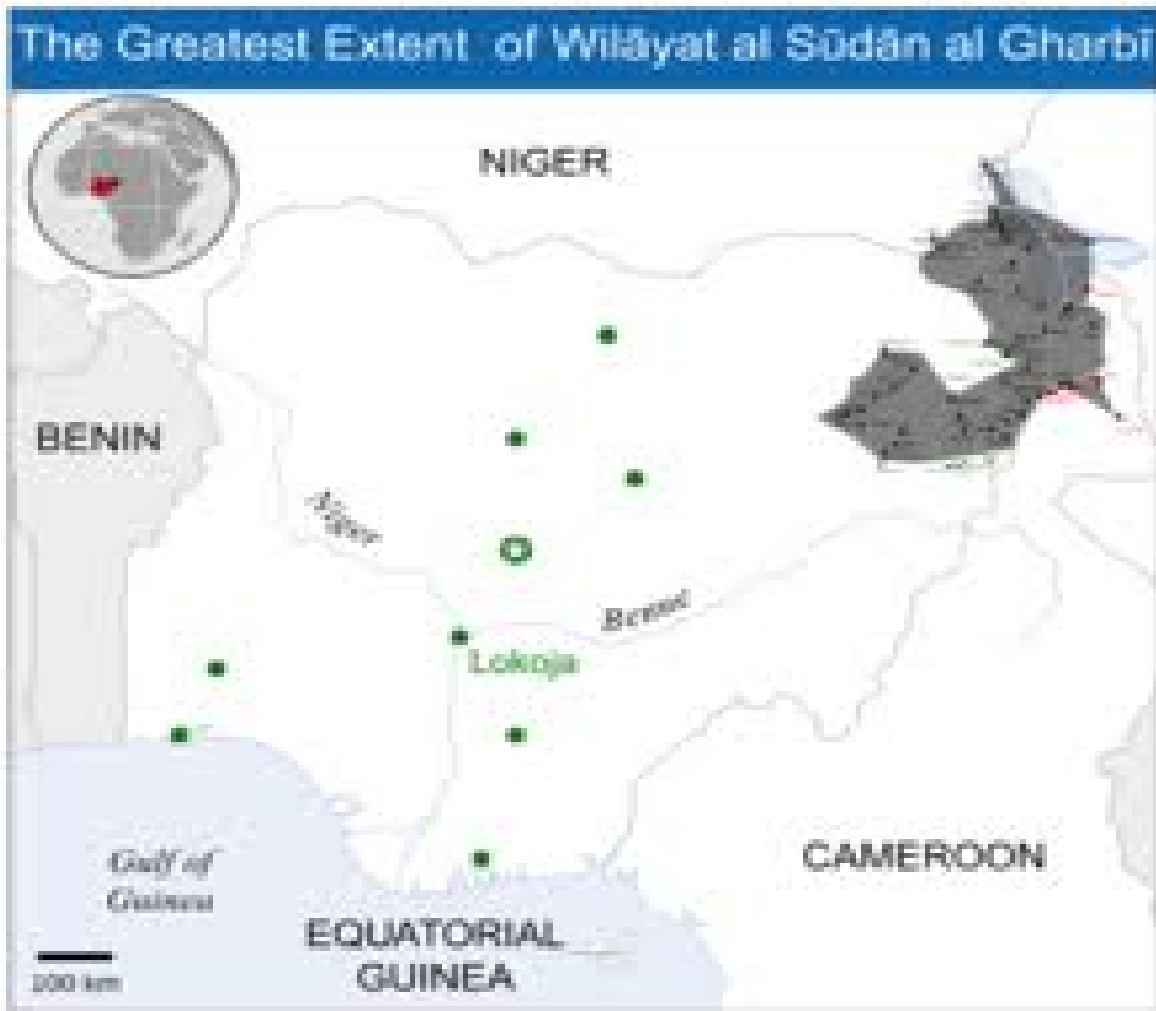 The Greatest Extent of Wilāyat al Sūdān al Gharbī
NIGER
BENIN
Niger
Benue
Lokoja
Gulf of
Guinea
CAMEROON
EQUATORIAL
GUINEA
100 km